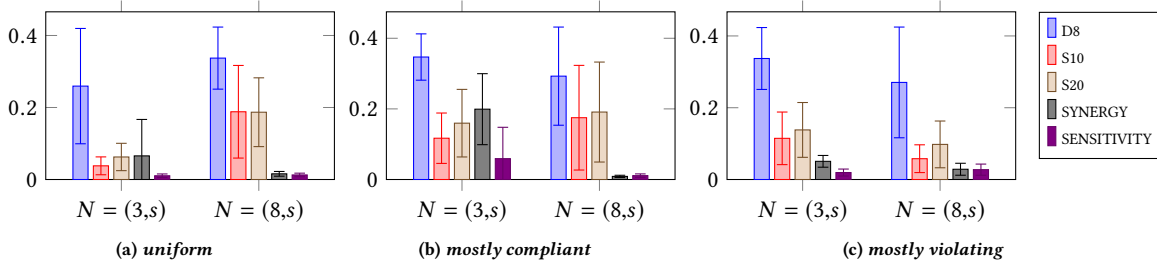 0.4
0.2
0
N = (3,s)
N = (8,s)
(a) uniform
0.4
0.2
0
N = (3,s)
N = (8,s)
(b) mostly compliant
0.4
0.2
0
N = (3,s)
N = (8,s)
(c) mostly violating
D8
S10
S20
SYNERGY
SENSITIVITY